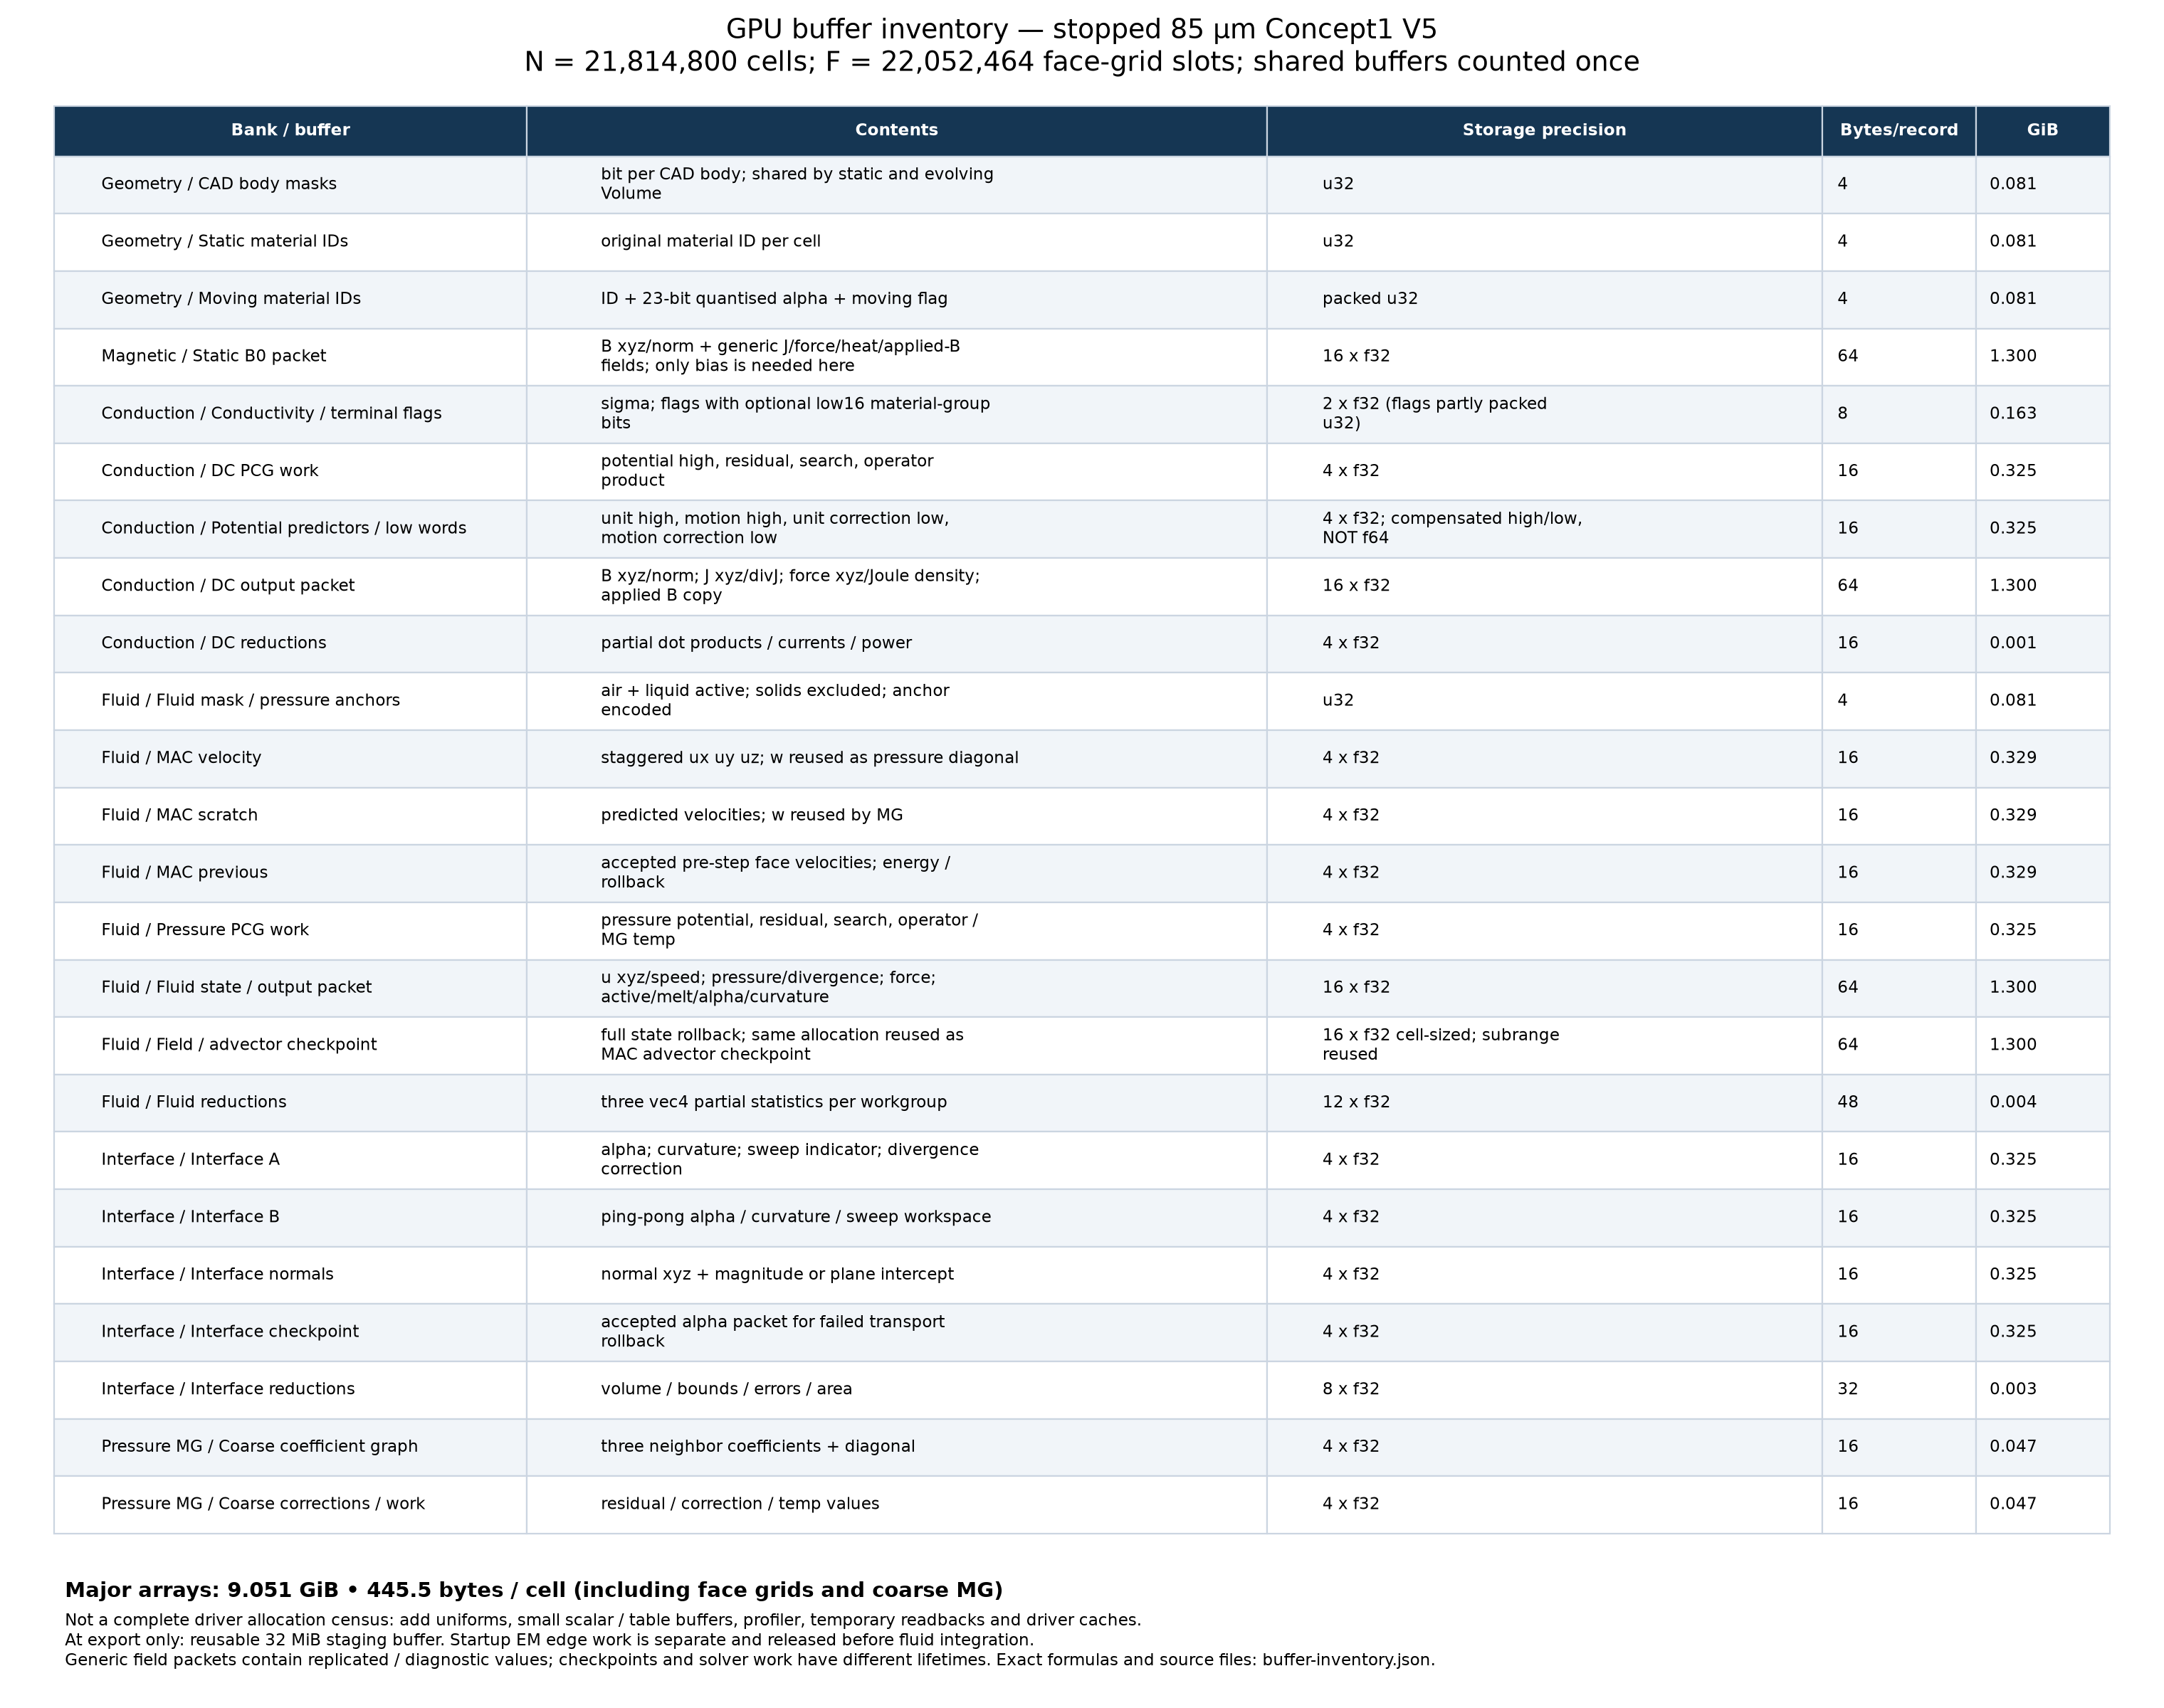 GPU buffer inventory — stopped 85 μm Concept1 V5
N = 21,814,800 cells; F = 22,052,464 face-grid slots; shared buffers counted once
Bank / buffer Contents Storage precision Bytes/record GiB
Geometry / CAD body masks
bit per CAD body; shared by static and evolving
Volume
u32 4 0.081
Geometry / Static material IDs original material ID per cell u32 4 0.081
Geometry / Moving material IDs ID + 23-bit quantised alpha + moving flag packed u32 4 0.081
Magnetic / Static B0 packet
B xyz/norm + generic J/force/heat/applied-B
fields; only bias is needed here
16 x f32 64 1.300
Conduction / Conductivity / terminal flags
sigma; flags with optional low16 material-group
bits
2 x f32 (flags partly packed
u32)
8 0.163
Conduction / DC PCG work
potential high, residual, search, operator
product
4 x f32 16 0.325
Conduction / Potential predictors / low words
unit high, motion high, unit correction low,
motion correction low
4 x f32; compensated high/low,
NOT f64
16 0.325
Conduction / DC output packet
B xyz/norm; J xyz/divJ; force xyz/Joule density;
applied B copy
16 x f32 64 1.300
Conduction / DC reductions partial dot products / currents / power 4 x f32 16 0.001
Fluid / Fluid mask / pressure anchors
air + liquid active; solids excluded; anchor
encoded
u32 4 0.081
Fluid / MAC velocity staggered ux uy uz; w reused as pressure diagonal 4 x f32 16 0.329
Fluid / MAC scratch predicted velocities; w reused by MG 4 x f32 16 0.329
Fluid / MAC previous
accepted pre-step face velocities; energy /
rollback
4 x f32 16 0.329
Fluid / Pressure PCG work
pressure potential, residual, search, operator /
MG temp
4 x f32 16 0.325
Fluid / Fluid state / output packet
u xyz/speed; pressure/divergence; force;
active/melt/alpha/curvature
16 x f32 64 1.300
Fluid / Field / advector checkpoint
full state rollback; same allocation reused as
MAC advector checkpoint
16 x f32 cell-sized; subrange
reused
64 1.300
Fluid / Fluid reductions three vec4 partial statistics per workgroup 12 x f32 48 0.004
Interface / Interface A
alpha; curvature; sweep indicator; divergence
correction
4 x f32 16 0.325
Interface / Interface B ping-pong alpha / curvature / sweep workspace 4 x f32 16 0.325
Interface / Interface normals normal xyz + magnitude or plane intercept 4 x f32 16 0.325
Interface / Interface checkpoint
accepted alpha packet for failed transport
rollback
4 x f32 16 0.325
Interface / Interface reductions volume / bounds / errors / area 8 x f32 32 0.003
Pressure MG / Coarse coefficient graph three neighbor coefficients + diagonal 4 x f32 16 0.047
Pressure MG / Coarse corrections / work residual / correction / temp values 4 x f32 16 0.047
Major arrays: 9.051 GiB • 445.5 bytes / cell (including face grids and coarse MG)
Not a complete driver allocation census: add uniforms, small scalar / table buffers, profiler, temporary readbacks and driver caches.
At export only: reusable 32 MiB staging buffer. Startup EM edge work is separate and released before fluid integration.
Generic field packets contain replicated / diagnostic values; checkpoints and solver work have different lifetimes. Exact formulas and source files: buffer-inventory.json.